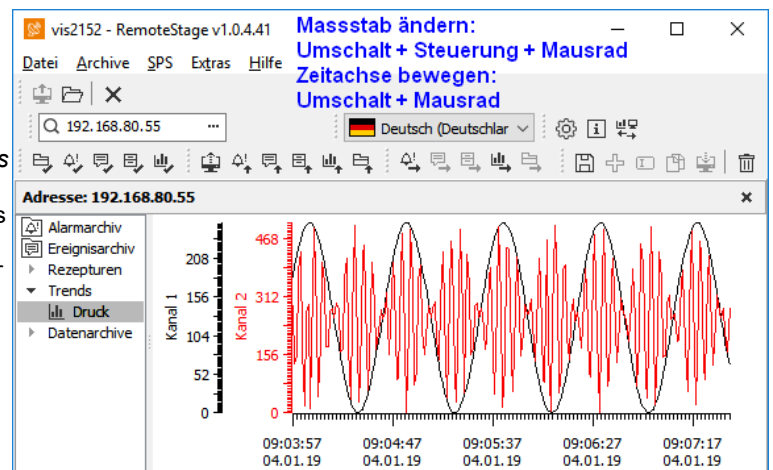 vis2152 - RemoteStage v1.0.4.41
Massstab ändern:
Umschalt + Steuerung + Mausrad
Zeitachse bewegen:
Umschalt + Mausrad
Datei Archive SPS Extras Hilfe
192.168.80.55 ...
Deutsch (Deutschlar
s
Adresse: 192.168.80.55
s
Alarmarchiv
Ereignisarchiv
Rezepturen
Trends
Druck
Datenarchive
Kanal 1
208
156
104
52
0
Kanal 2
468
312
156
0
09:03:57 09:04:47 09:05:37 09:06:27 09:07:17
04.01.19 04.01.19 04.01.19 04.01.19 04.01.19